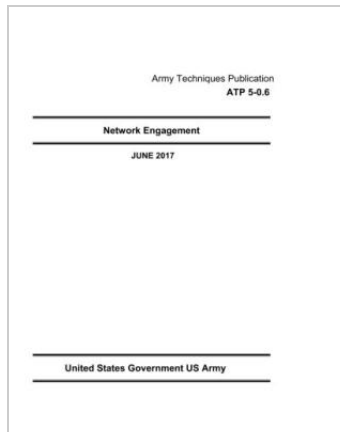 Army Techniques Publication
ATP 5-0.6
Network Engagement
JUNE 2017
United States Government US Army